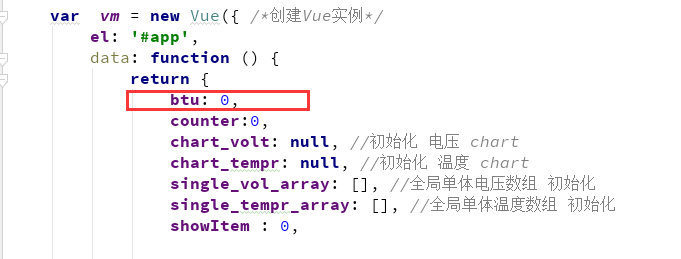 var  vm = new Vue({ /*创建Vue实例*/
el: '#app',
data: function () {
return {
btu: 0,
counter:0,
chart_volt: null, //初始化 电压 chart
chart_tempr: null, //初始化 温度 chart
single_vol_array: [], //全局单体电压数组 初始化
single_tempr_array: [], //全局单体温度数组 初始化
showItem : 0,